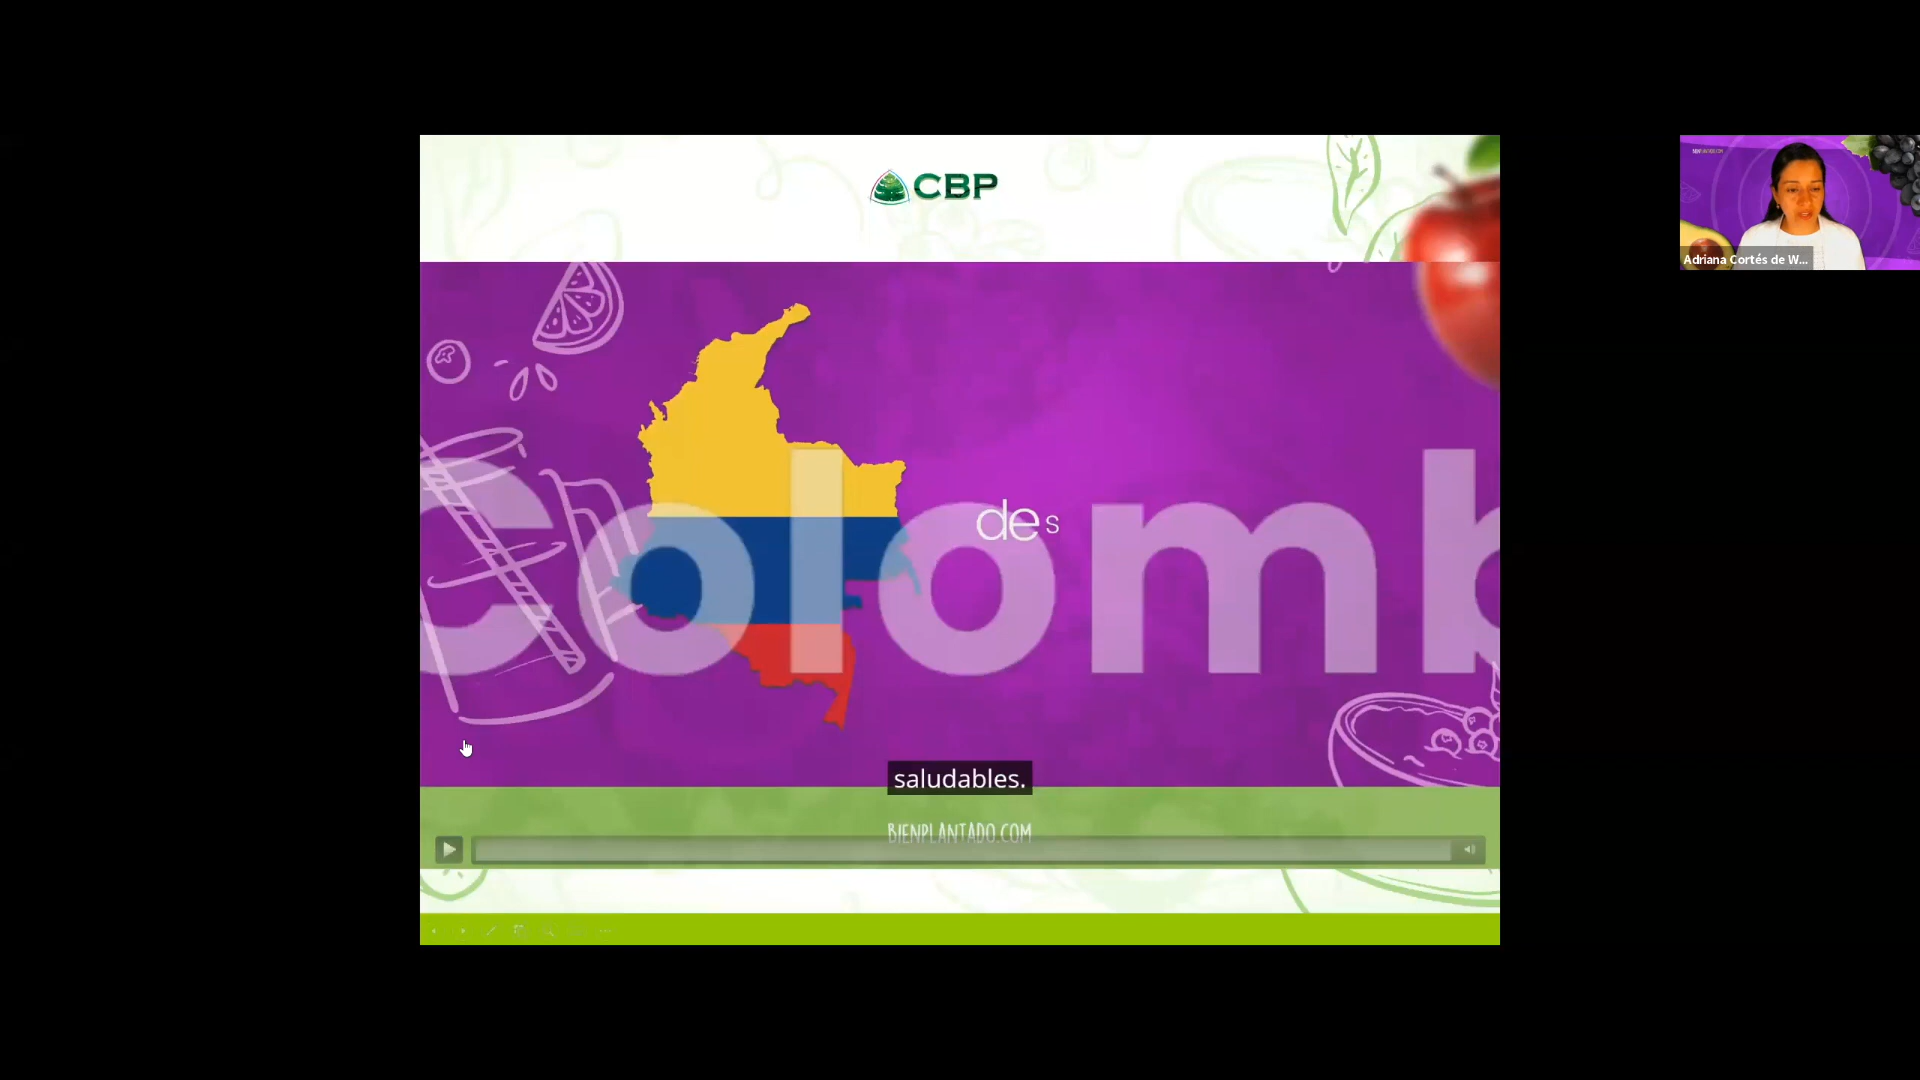 CBP
Colomb
de s
saludables.
BIENPLANTADO.COM
Adriana Cortés de W...